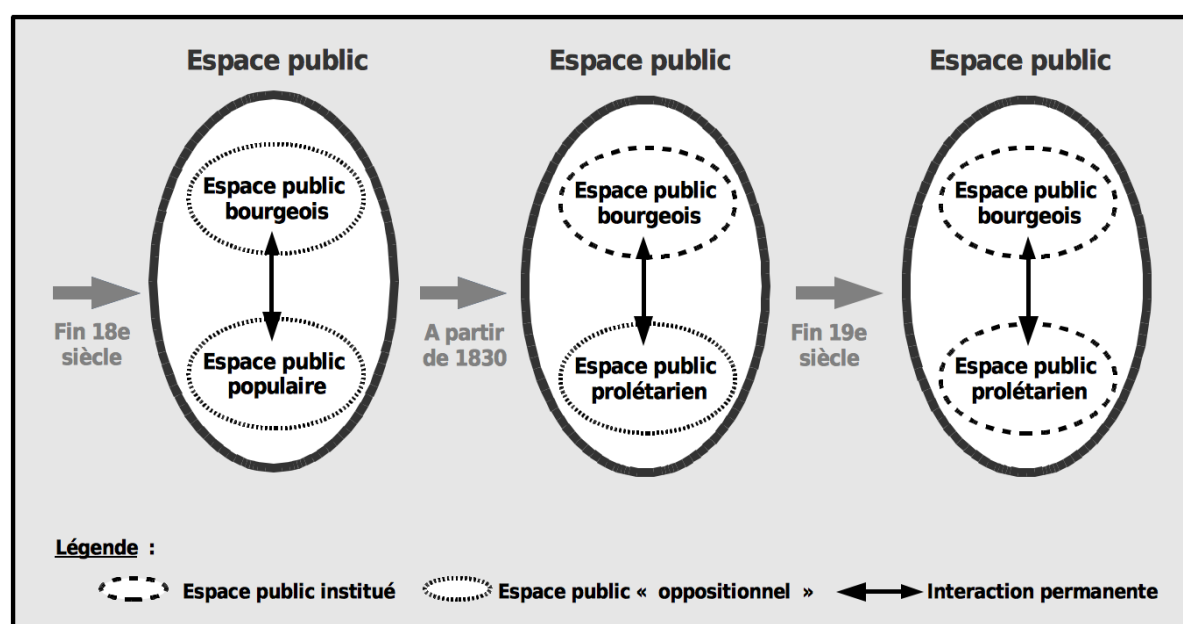 Espace public
Espace public
Espace public
Espace public
bourgeois
Espace public
bourgeois
Espace public
bourgeois
Fin 18e
siècle
A partir
de 1830
Fin 19e
siècle
Espace public
populaire
Espace public
prolétarien
Espace public
prolétarien
Légende :
Espace public institué
Espace public « oppositionnel »
Interaction permanente